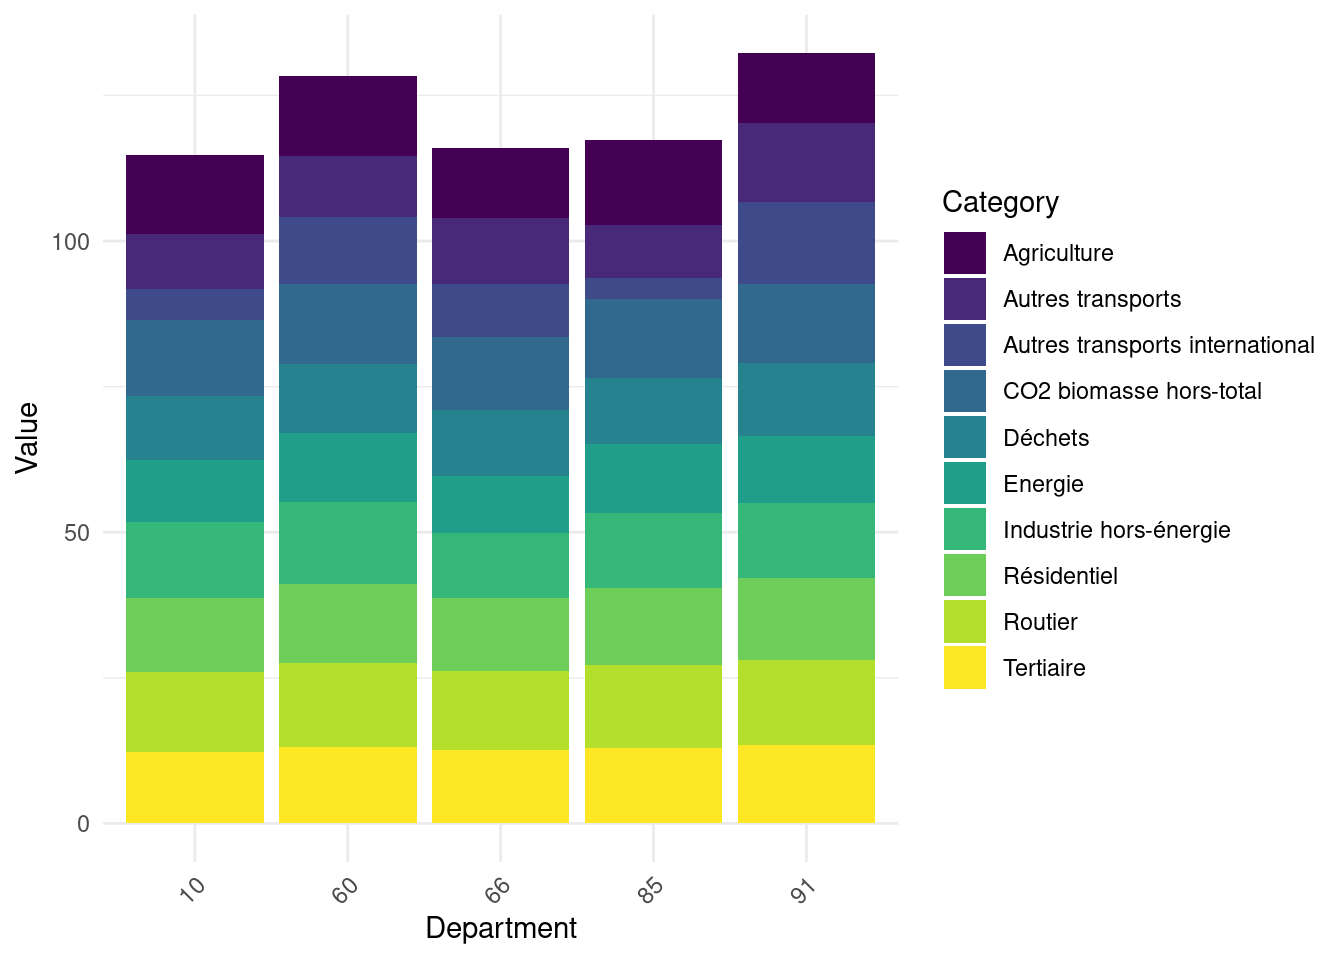 Value
100
50
0
10
60
66
85
91
Department
Category
Agriculture
Autres transports
Autres transports international
CO2 biomasse hors-total
Déchets
Energie
Industrie hors-énergie
Résidentiel
Routier
Tertiaire